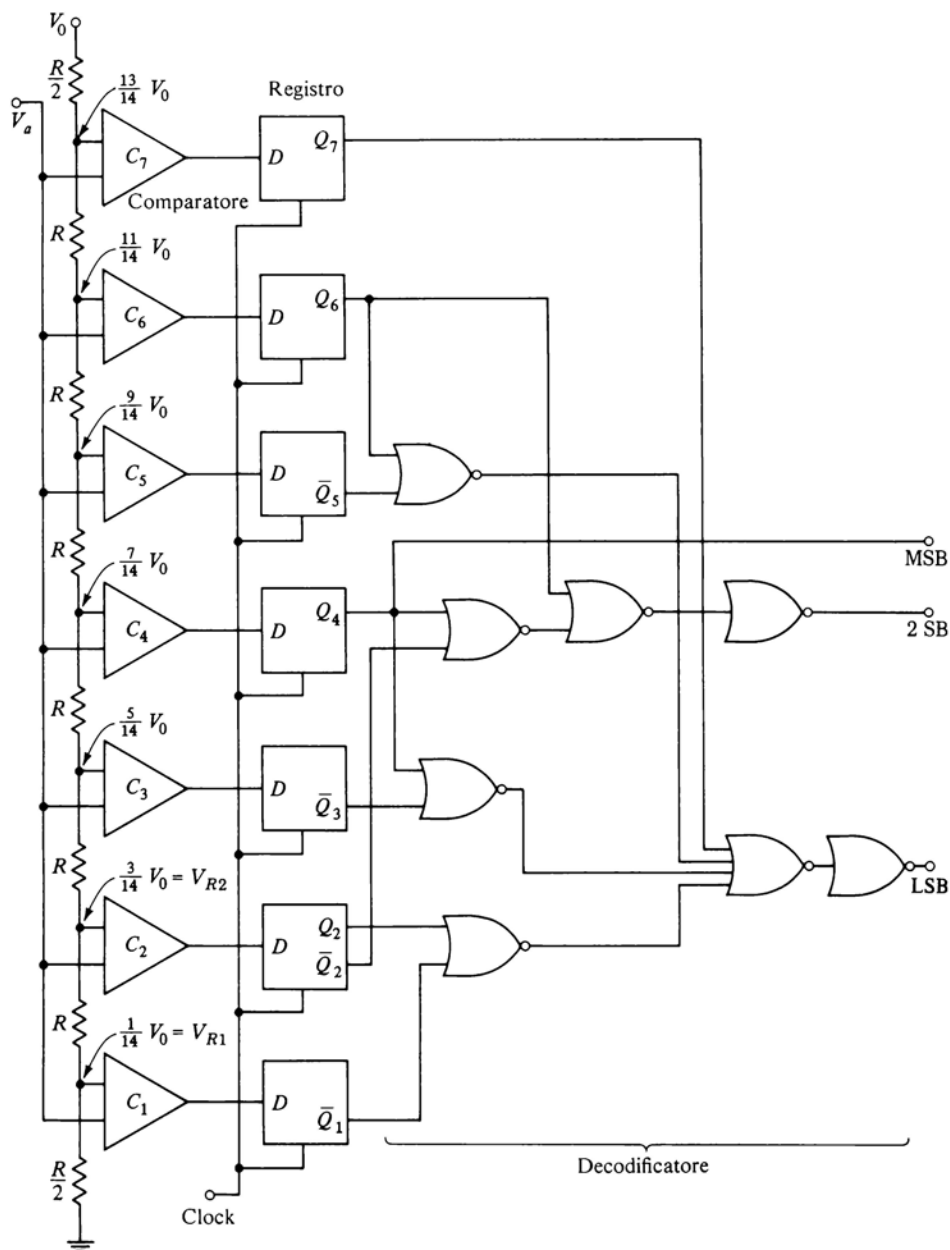 V₀
R/2
13/14 V₀
Vₐ
Registro
C₇
D
Q₇
Comparatore
R
11/14 V₀
C₆
D
Q₆
R
9/14 V₀
C₅
D
Q̅₅
MSB
R
7/14 V₀
C₄
D
Q₄
2 SB
R
5/14 V₀
C₃
D
Q̅₃
R
3/14 V₀ = V_R2
LSB
C₂
D
Q₂
Q̅₂
R
1/14 V₀ = V_R1
C₁
D
Q̅₁
R/2
Decodificatore
Clock